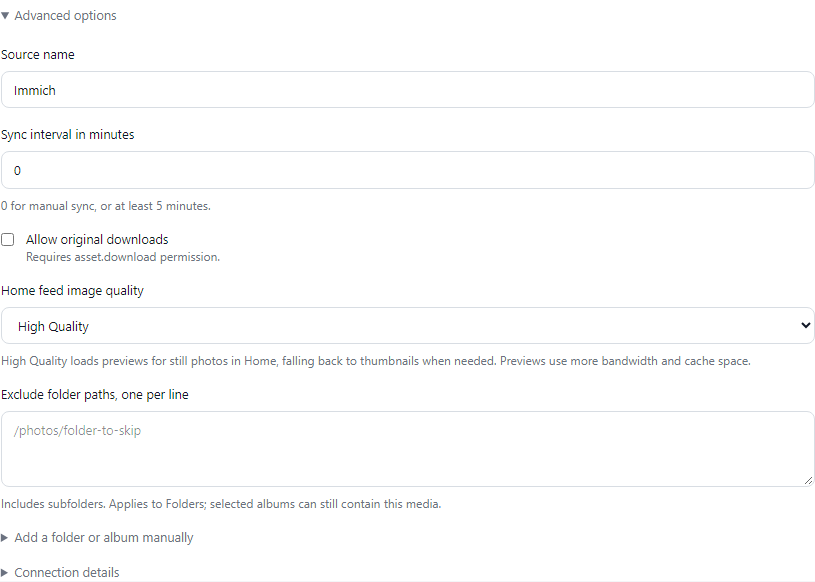 Advanced options
Source name
Immich
Sync interval in minutes
0
0 for manual sync, or at least 5 minutes.
Allow original downloads
Requires asset.download permission.
Home feed image quality
High Quality
High Quality loads previews for still photos in Home, falling back to thumbnails when needed. Previews use more bandwidth and cache space.
Exclude folder paths, one per line
/photos/folder-to-skip
Includes subfolders. Applies to Folders; selected albums can still contain this media.
Add a folder or album manually
Connection details